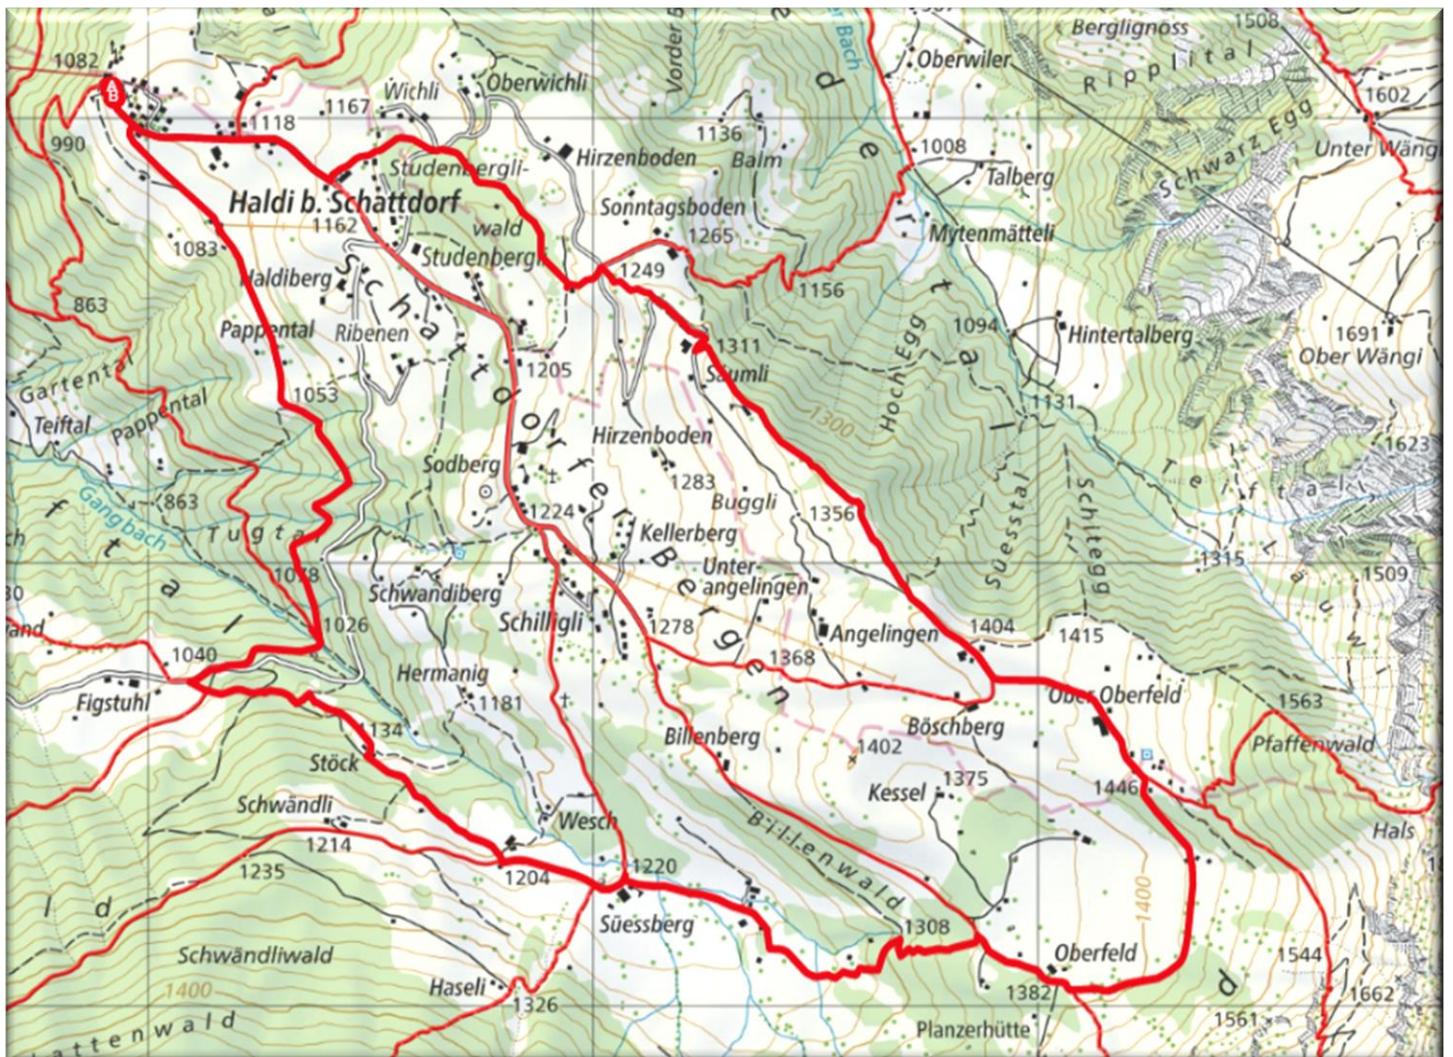 1508
Berglignoss
Oberwiler
Ripplital
1082
Wichli
Oberwichli
Vorder
Bach
1602
1167
1118
1136
Balm
Hirzenboden
1008
Schwarz Egg
Unter Wängi
990
Studenbergli-
wald
Talberg
Haldi b. Schattdorf
Sonntagsboden
1162
1265
Mytenmätteli
1083
Studenbergli
1249
Haldiberg
1156
863
Pappental
Ribenen
1094
Hintertalberg
1691
Ober Wängi
1311
Säumli
Gartental
1205
Hoch Egg
1053
1131
Teiftal
Pappental
1300
Hirzenboden
1623
Schattdorfer Bergen
Sodberg
1283
Buggli
Teiftal
863
Gangbach
1224
1356
Süesstal
Schiltegg
Kellerberg
1315
1078
Unter-
angelingen
1509
Schwandiberg
Schilligli
1026
1278
Angelingen
1404
1415
1040
1368
Hermanig
Figstuhl
1181
Ober Oberfeld
1563
Böschberg
134
Billenberg
1402
Pfaffenwald
Stöck
1375
Kessel
1446
Schwändli
Wesch
Billenwald
Hals
1214
1235
1204
1220
1400
Süessberg
1308
Schwändliwald
Oberfeld
1544
Haseli
1382
1662
1400
1326
1561
Planzerhütte
attenwald